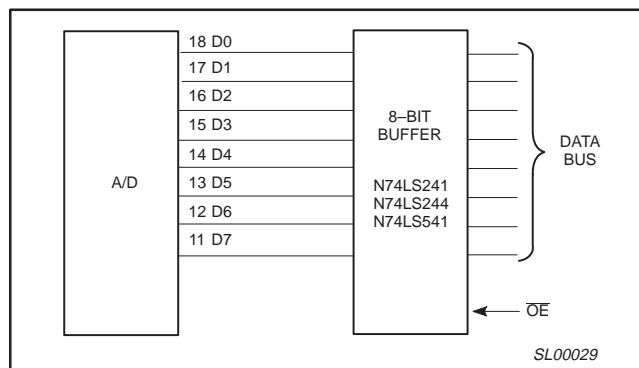 18 D0
17 D1
16 D2
15 D3
14 D4
13 D5
12 D6
11 D7
A/D
8–BIT
BUFFER
N74LS241
N74LS244
N74LS541
DATA
BUS
OE
SL00029